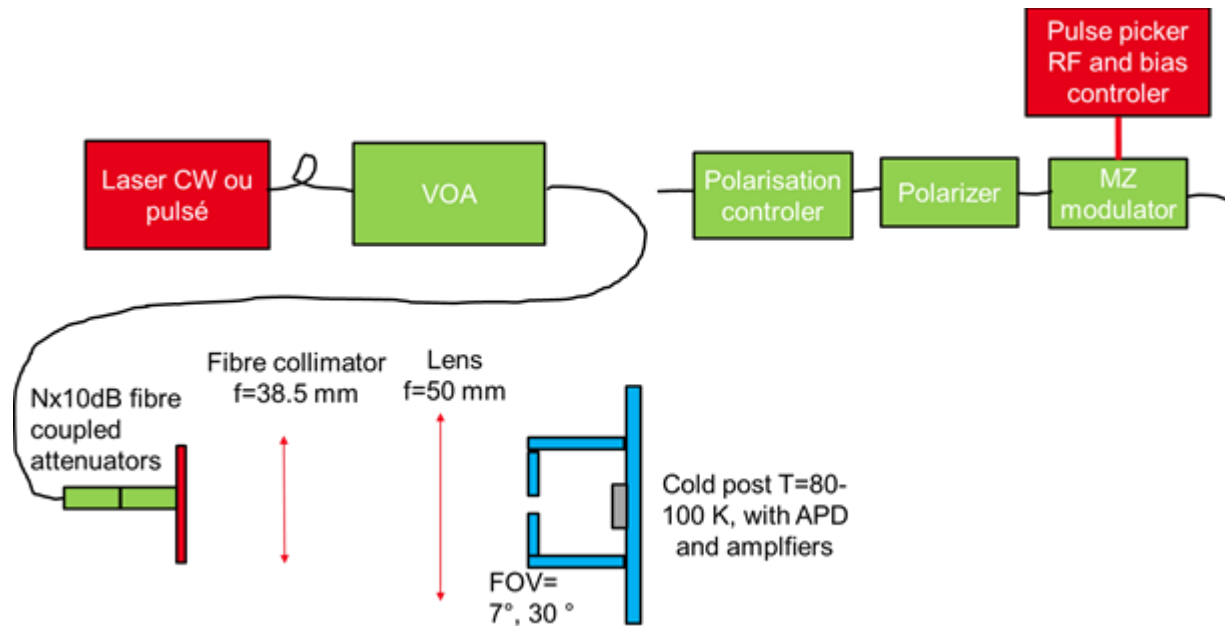 Pulse picker
RF and bias
controler
Laser CW ou
pulsé
VOA
Polarisation
controler
Polarizer
MZ
modulator
Fibre collimator
f=38.5 mm
Lens
f=50 mm
Nx10dB fibre
coupled
attenuators
Cold post T=80-
100 K, with APD
and amplfiers
FOV=
7°, 30 °